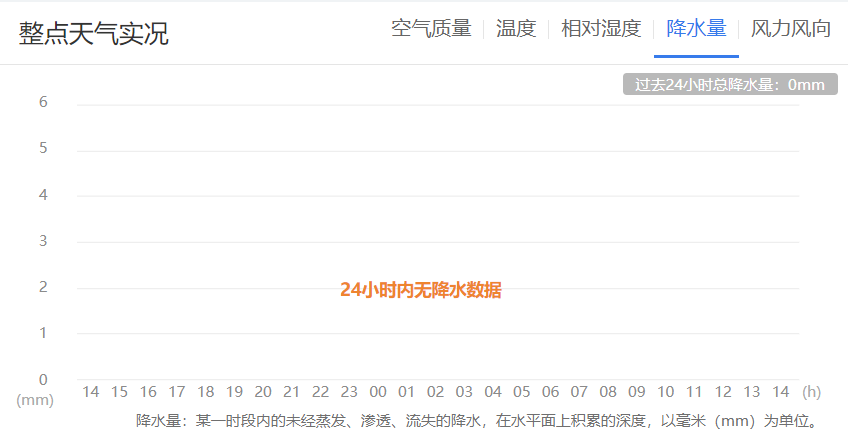 整点天气实况
空气质量 温度 相对湿度 降水量 风力风向
过去24小时总降水量：0mm
6
5
4
3
2
24小时内无降水数据
1
0
(mm)
14 15 16 17 18 19 20 21 22 23 00 01 02 03 04 05 06 07 08 09 10 11 12 13 14 (h)
降水量：某一时段内的未经蒸发、渗透、流失的降水，在水平面上积累的深度，以毫米（mm）为单位。